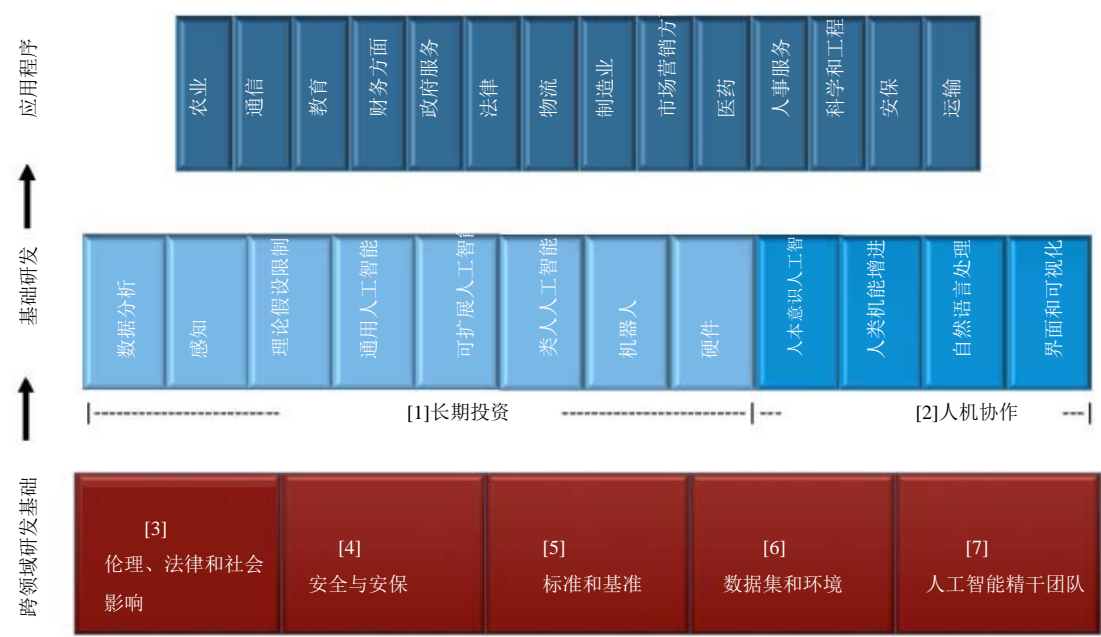 应用程序
农业
通信
教育
财务方面
政府服务
法律
物流
制造业
市场营销方
医药
人事服务
科学和工程
安保
运输
基础研发
数据分析
感知
理论假设限制
通用人工智能
可扩展人工智能
类人人工智能
机器人
硬件
人本意识人工智
人类机能增进
自然语言处理
界面和可视化
[1]长期投资
[2]人机协作
跨领域研发基础
[3]
伦理、法律和社会
影响
[4]
安全与安保
[5]
标准和基准
[6]
数据集和环境
[7]
人工智能精干团队